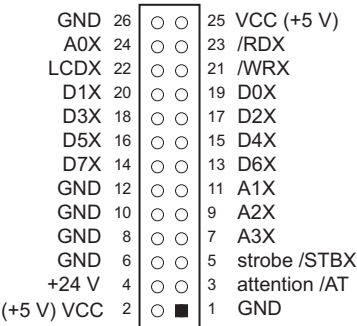 GND 26 25 VCC (+5 V)
A0X 24 23 /RDX
LCDX 22 21 /WRX
D1X 20 19 D0X
D3X 18 17 D2X
D5X 16 15 D4X
D7X 14 13 D6X
GND 12 11 A1X
GND 10 9 A2X
GND 8 7 A3X
GND 6 5 strobe /STBX
+24 V 4 3 attention /AT
(+5 V) VCC 2 1 GND